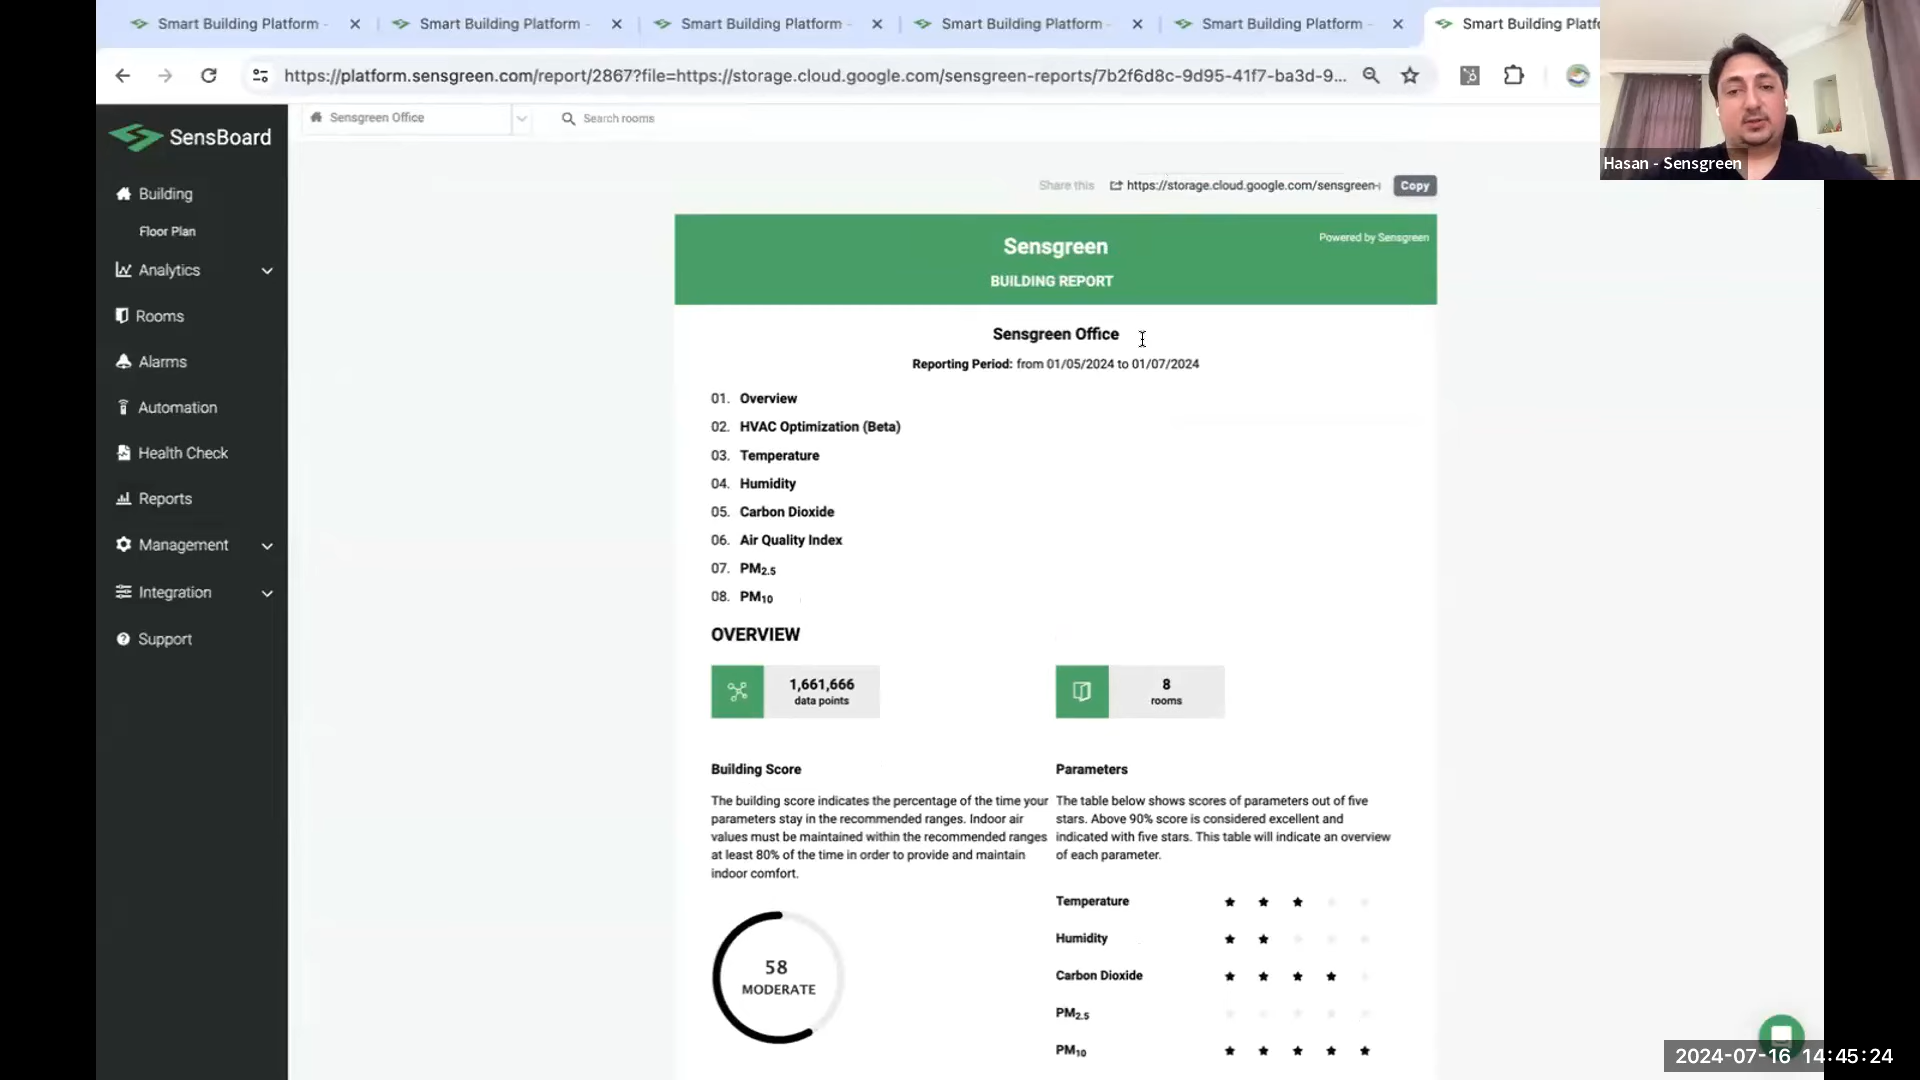 Smart Building Platform -
Smart Building Platform -
Smart Building Platform -
Smart Building Platform -
Smart Building Platform -
Smart Building Platf
https://platform.sensgreen.com/report/2867?file=https://storage.cloud.google.com/sensgreen-reports/7b2f6d8c-9d95-41f7-ba3d-9...
Hasan - Sensgreen
SensBoard
Sensgreen Office
Search rooms
Building
Floor Plan
Analytics
Rooms
Alarms
Automation
Health Check
Reports
Management
Integration
Support
Share this
https://storage.cloud.google.com/sensgreen-
Copy
Powered by Sensgreen
Sensgreen
BUILDING REPORT
Sensgreen Office
Reporting Period: from 01/05/2024 to 01/07/2024
01. Overview
02. HVAC Optimization (Beta)
03. Temperature
04. Humidity
05. Carbon Dioxide
06. Air Quality Index
07. PM2.5
08. PM10
OVERVIEW
1,661,666
data points
8
rooms
Building Score
The building score indicates the percentage of the time your
parameters stay in the recommended ranges. Indoor air
values must be maintained within the recommended ranges
at least 80% of the time in order to provide and maintain
indoor comfort.
58
MODERATE
Parameters
The table below shows scores of parameters out of five
stars. Above 90% score is considered excellent and
indicated with five stars. This table will indicate an overview
of each parameter.
Temperature
Humidity
Carbon Dioxide
PM2.5
PM10
2024-07-16 14:45:24